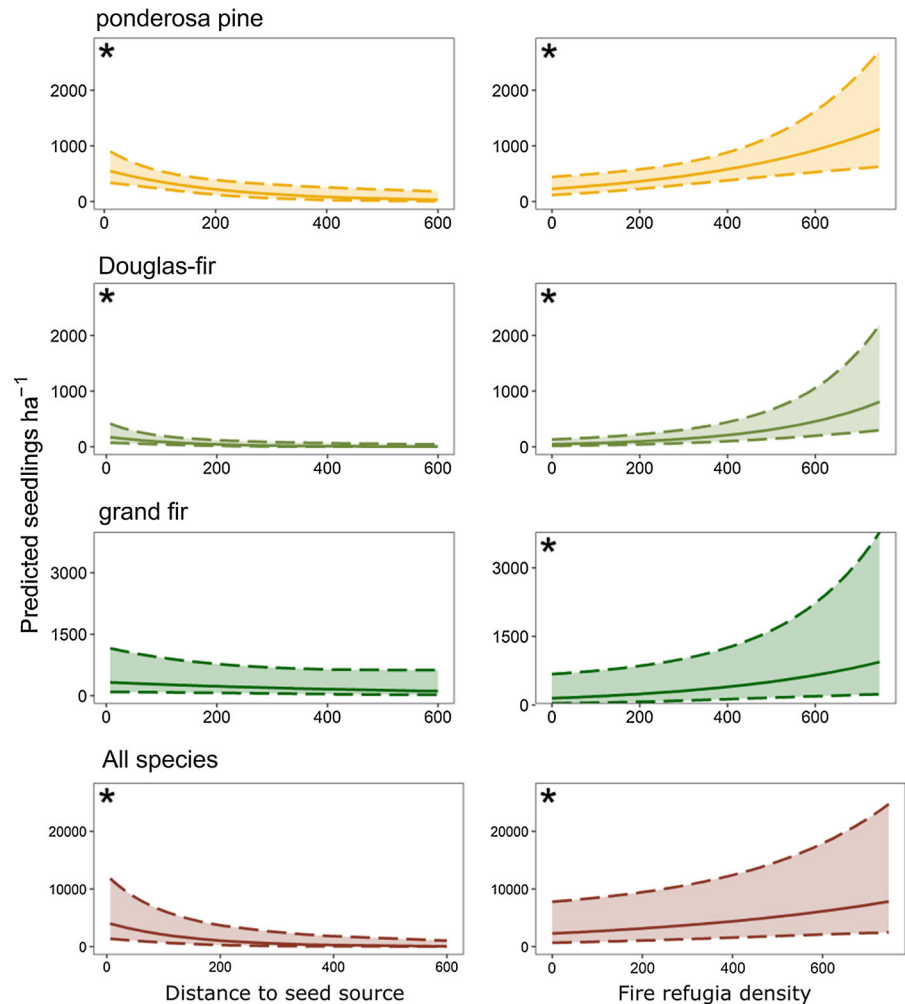 ponderosa pine
*
*
2000
1000
0
0 200 400 600
0 200 400 600
Douglas-fir
*
*
2000
1000
0
2000
1000
0
0 200 400 600
0 200 400 600
Predicted seedlings ha⁻¹
grand fir
*
3000
1500
0
3000
1500
0
0 200 400 600
0 200 400 600
All species
*
*
20000
10000
0
20000
10000
0
0 200 400 600
0 200 400 600
Distance to seed source
Fire refugia density